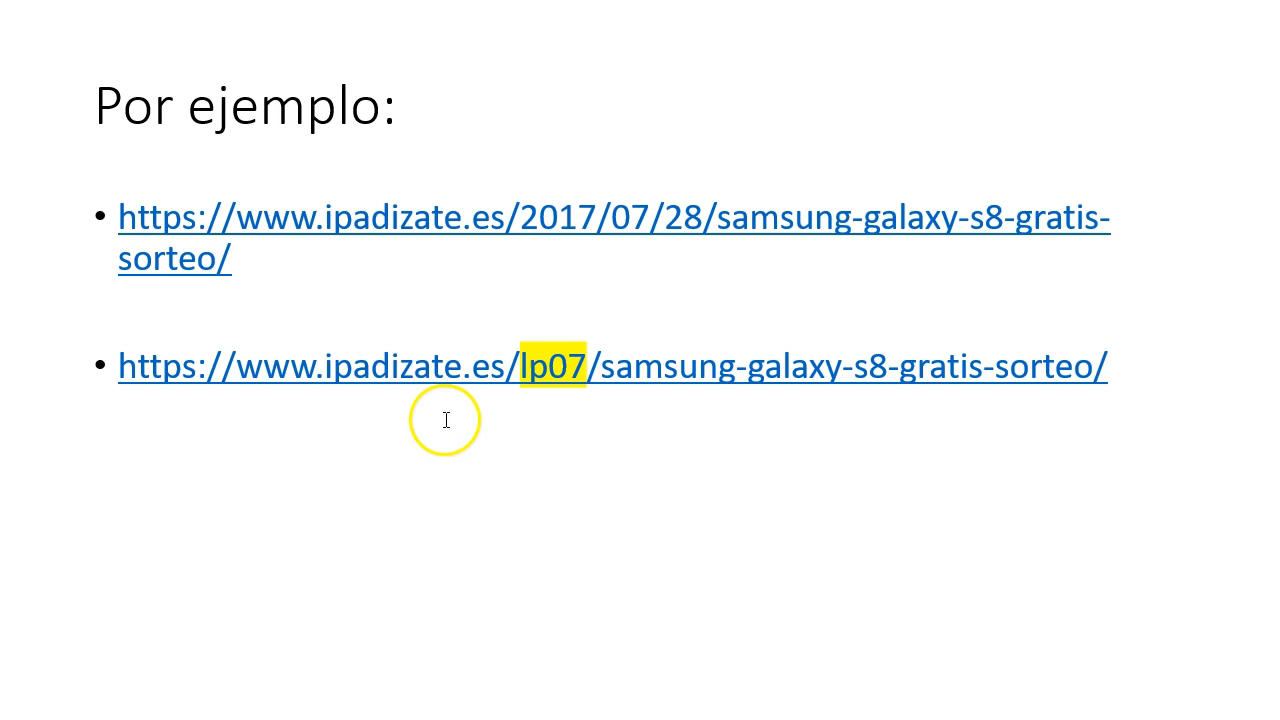 Por ejemplo:
• https://www.ipadizate.es/2017/07/28/samsung-galaxy-s8-gratis-
sorteo/
• https://www.ipadizate.es/lp07/samsung-galaxy-s8-gratis-sorteo/